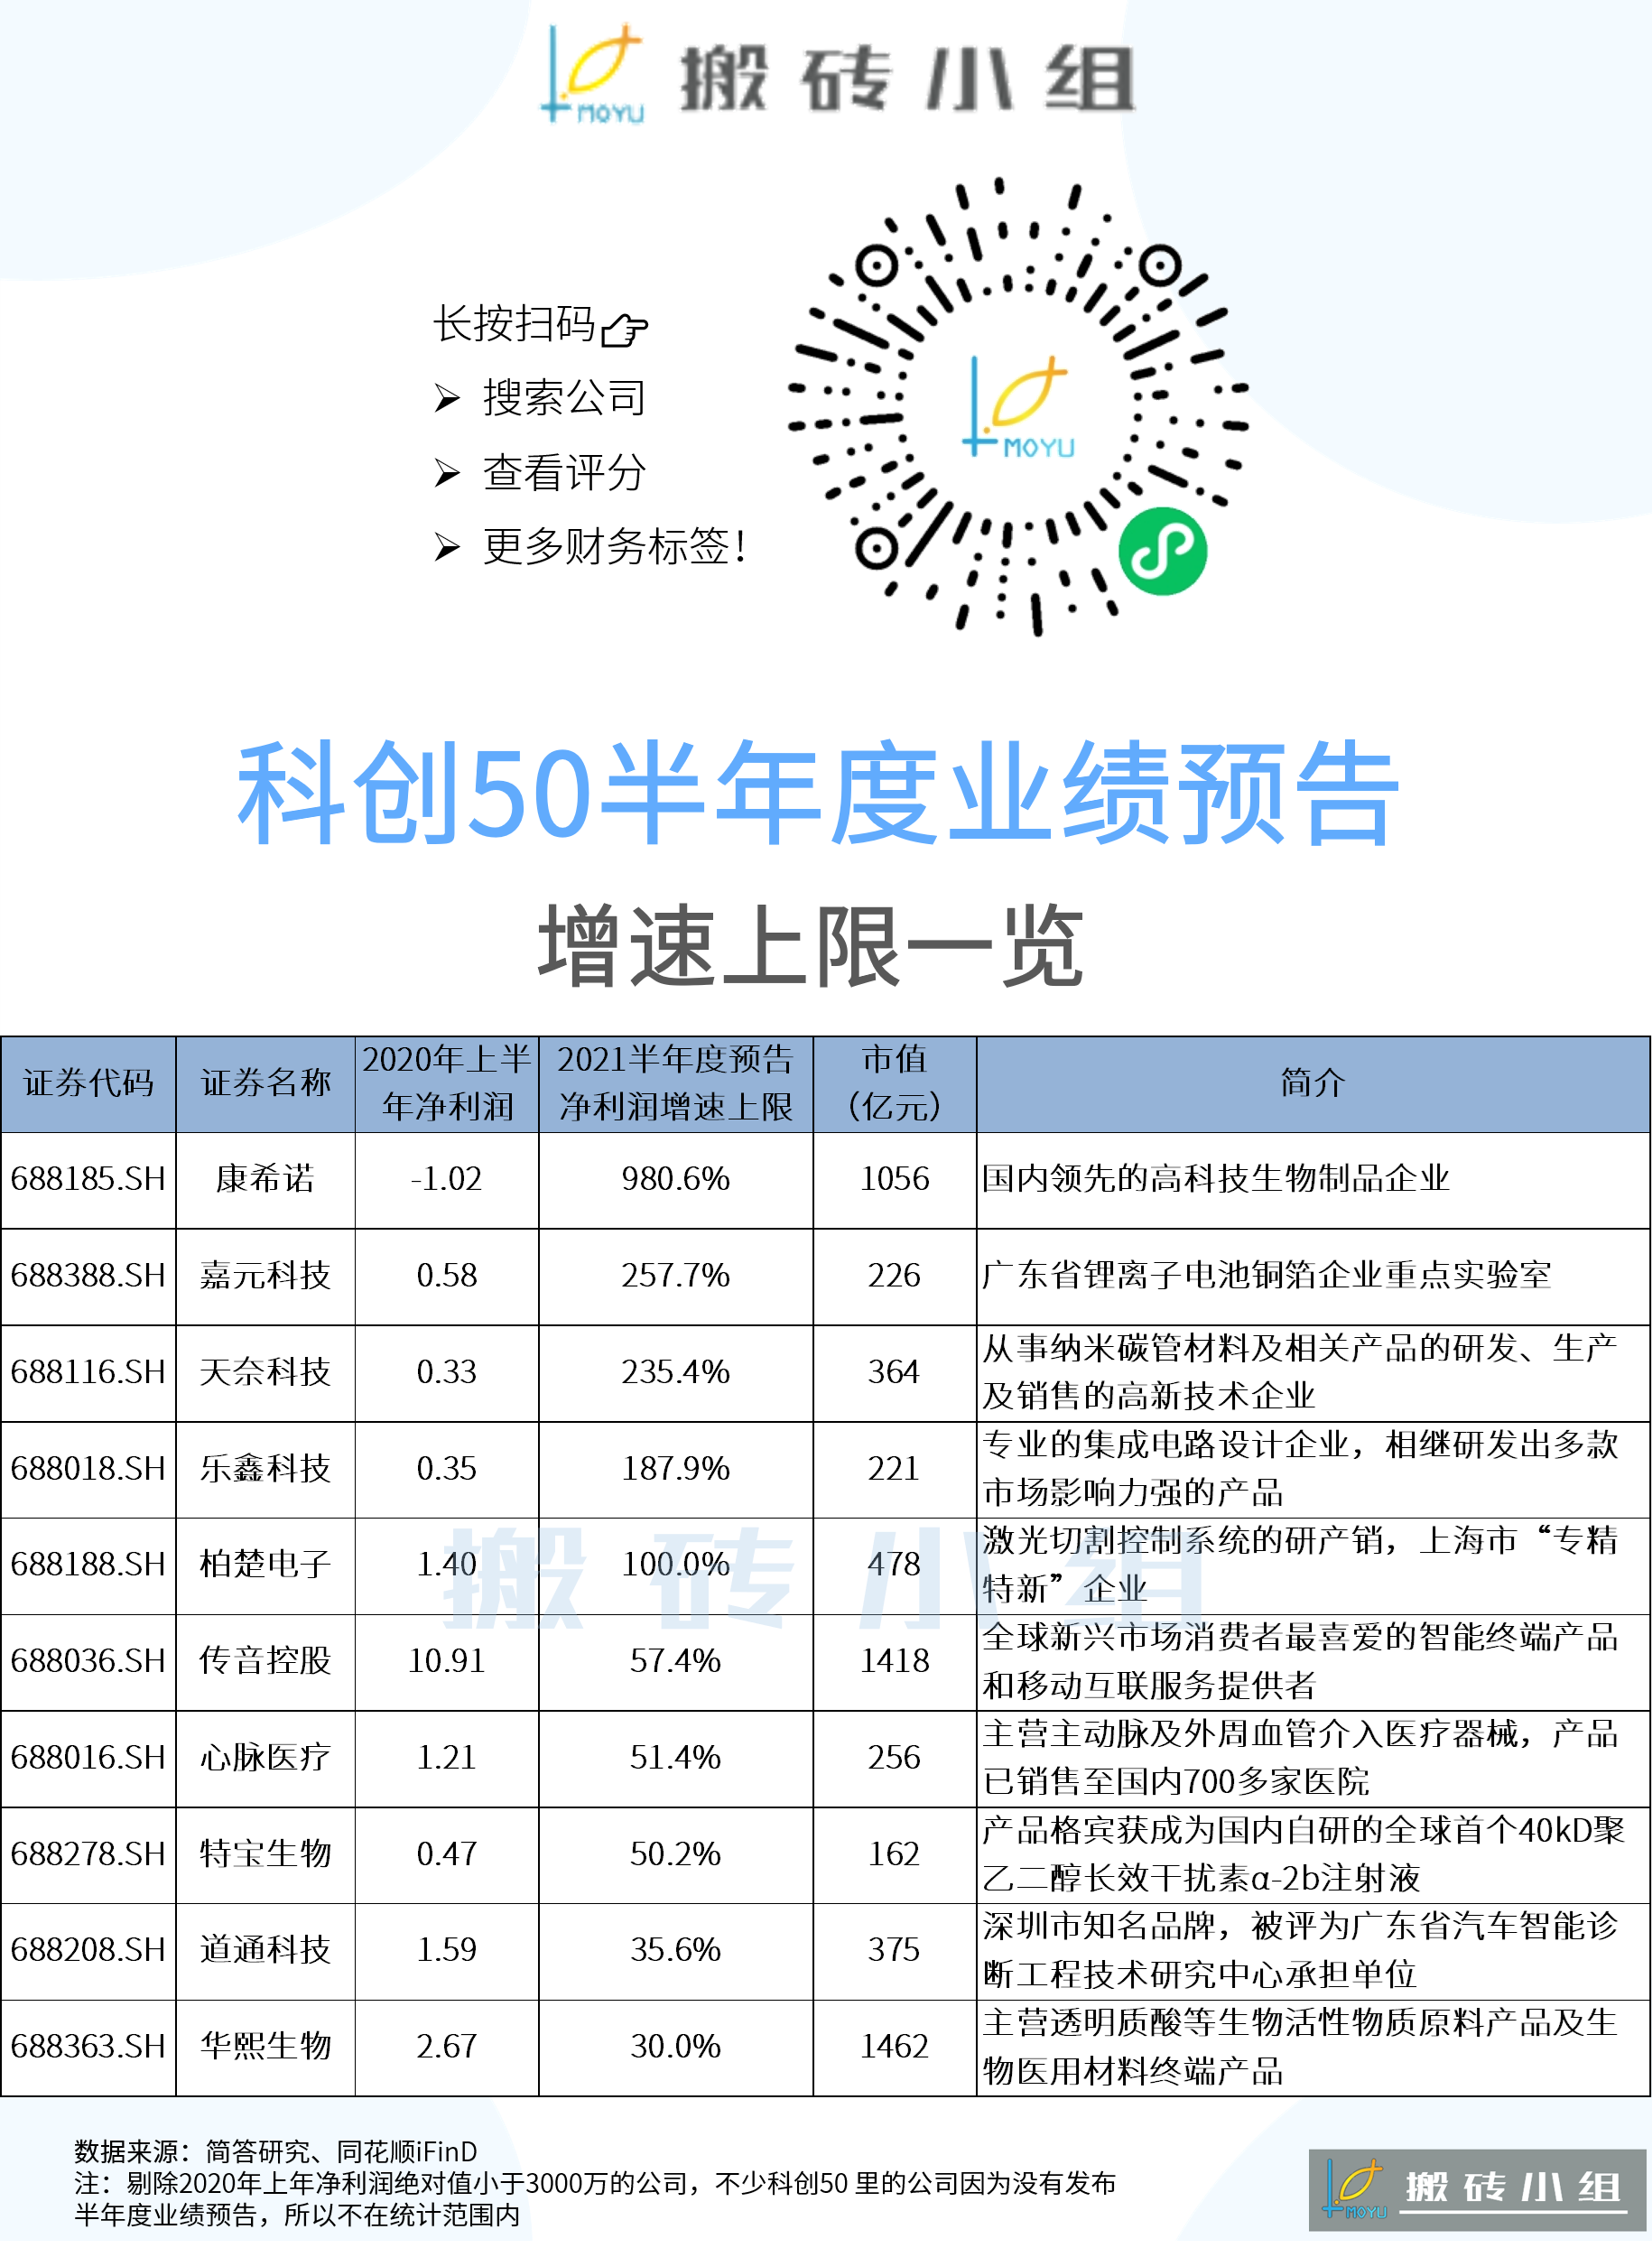 MOYU 搬砖小组
长按扫码
搜索公司
查看评分
更多财务标签！
MOYU
科创50半年度业绩预告
增速上限一览
证券代码 证券名称 2020年上半年净利润 2021半年度预告净利润增速上限 市值（亿元） 简介
688185.SH 康希诺 -1.02 980.6% 1056 国内领先的高科技生物制品企业
688388.SH 嘉元科技 0.58 257.7% 226 广东省锂离子电池铜箔企业重点实验室
688116.SH 天奈科技 0.33 235.4% 364 从事纳米碳管材料及相关产品的研发、生产
及销售的高新技术企业
688018.SH 乐鑫科技 0.35 187.9% 221 专业的集成电路设计企业，相继研发出多款
市场影响力强的产品
688188.SH 柏楚电子 1.40 100.0% 478 激光切割控制系统的研产销，上海市“专精
特新”企业
搬砖小组
688036.SH 传音控股 10.91 57.4% 1418 全球新兴市场消费者最喜爱的智能终端产品
和移动互联服务提供者
688016.SH 心脉医疗 1.21 51.4% 256 主营主动脉及外周血管介入医疗器械，产品
已销售至国内700多家医院
688278.SH 特宝生物 0.47 50.2% 162 产品格宾获成为国内自研的全球首个40kD聚
乙二醇长效干扰素α-2b注射液
688208.SH 道通科技 1.59 35.6% 375 深圳市知名品牌，被评为广东省汽车智能诊
断工程技术研究中心承担单位
688363.SH 华熙生物 2.67 30.0% 1462 主营透明质酸等生物活性物质原料产品及生
物医用材料终端产品
数据来源：简答研究、同花顺iFinD
注：剔除2020年上年净利润绝对值小于3000万的公司，不少科创50 里的公司因为没有发布
半年度业绩预告，所以不在统计范围内
MOYU 搬砖小组